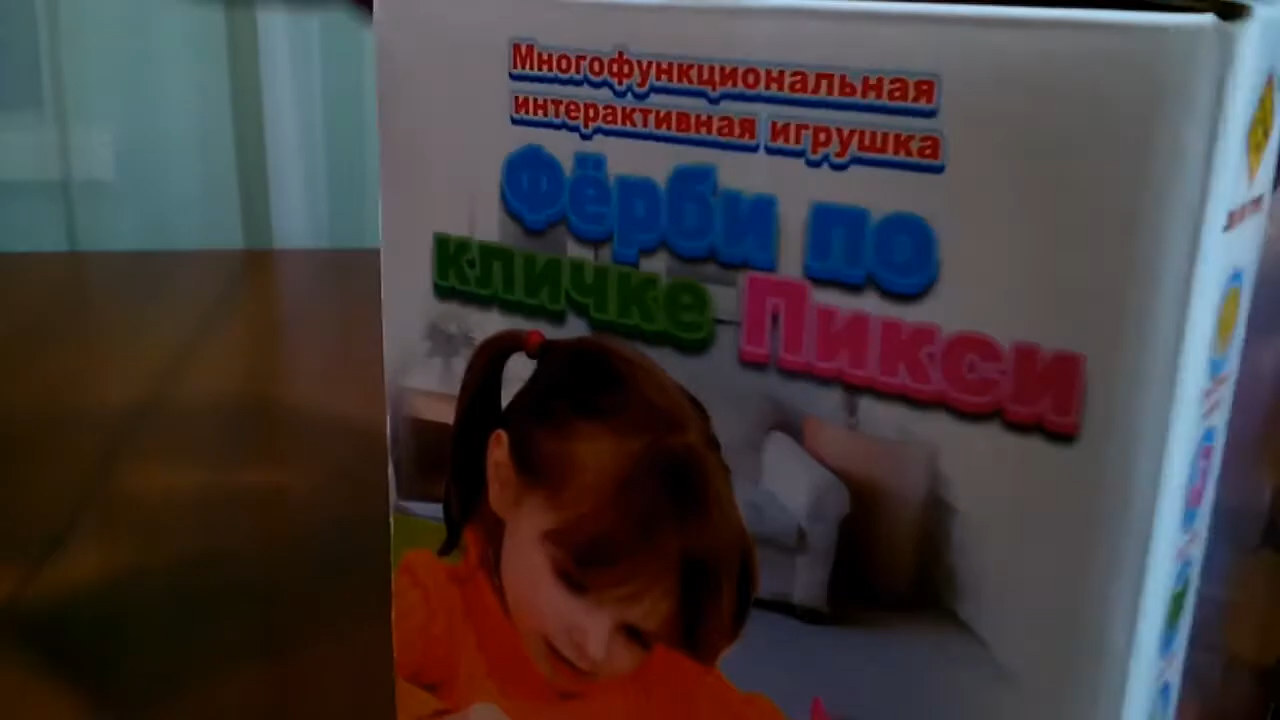 Многофункциональная
интерактивная игрушка
Фёрби по
кличке Пикси